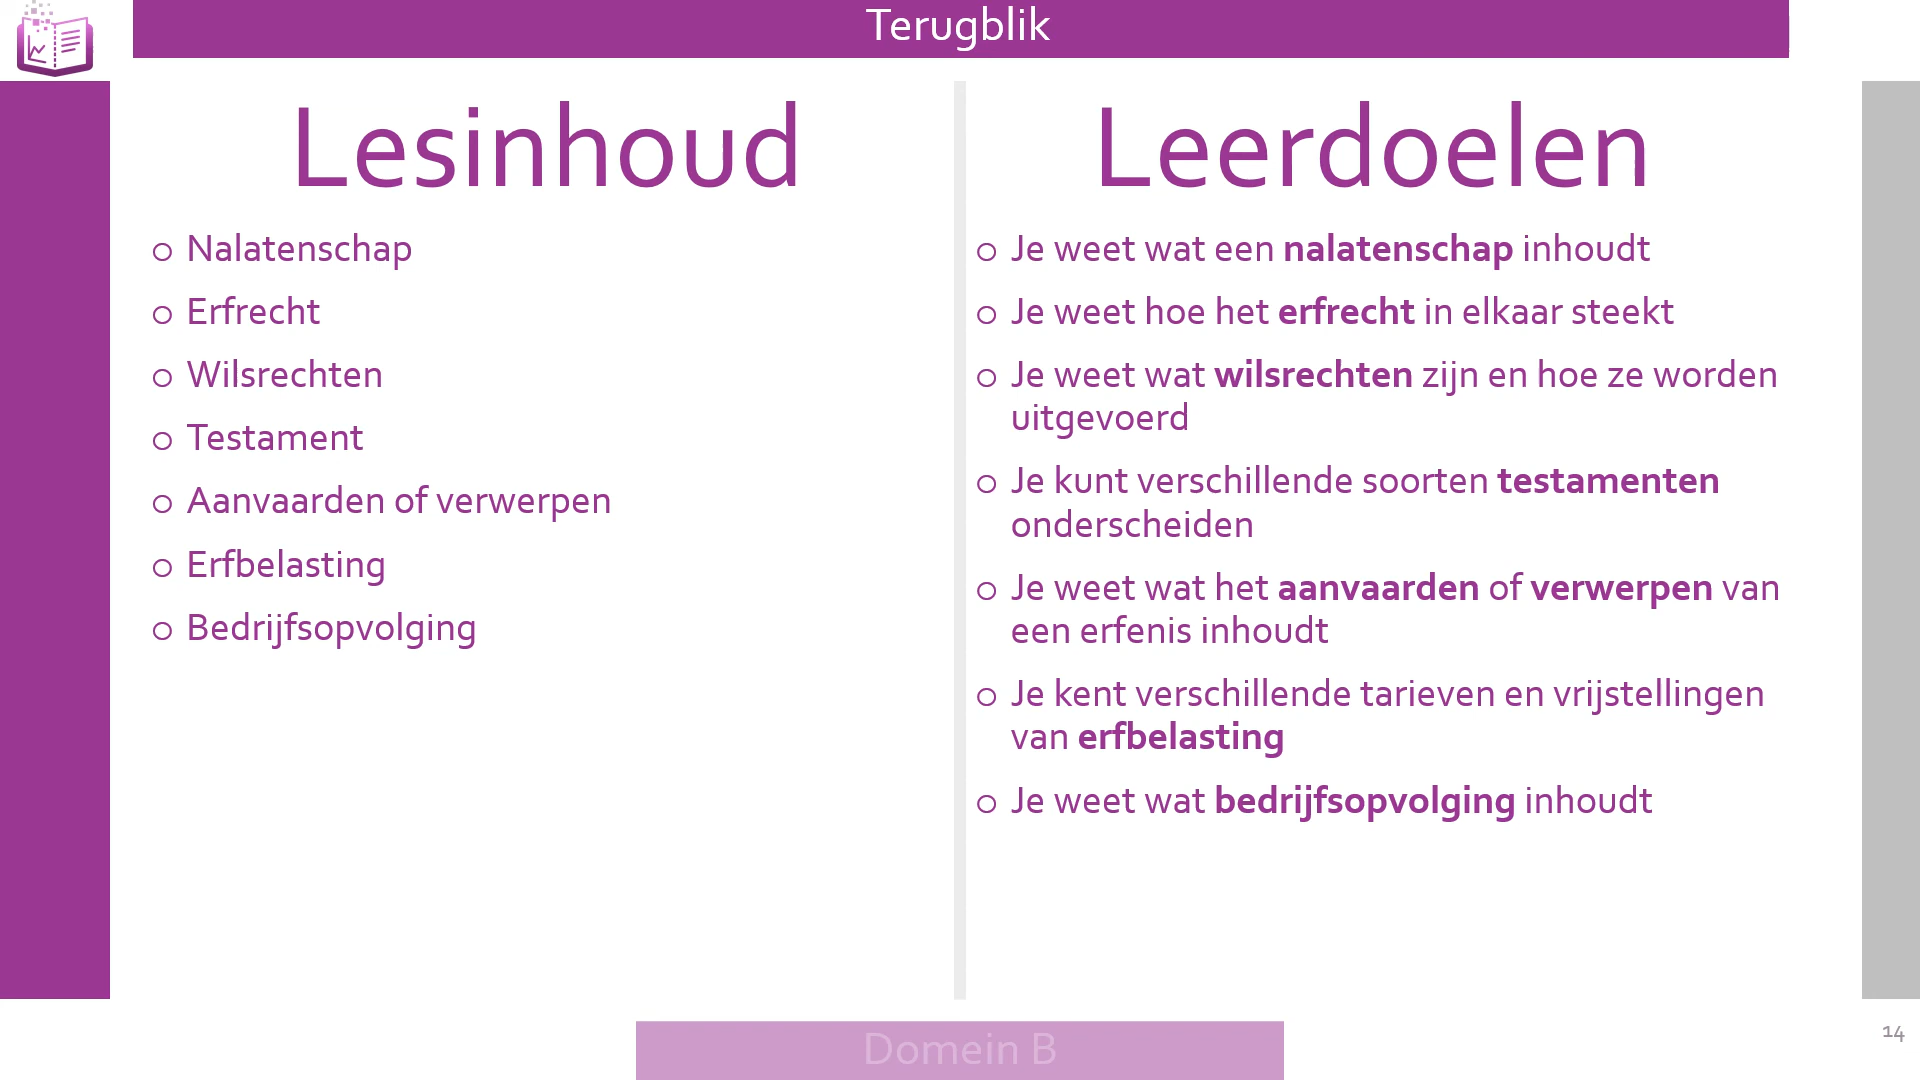 Terugblik
Lesinhoud
o Nalatenschap
o Erfrecht
o Wilsrechten
o Testament
o Aanvaarden of verwerpen
o Erfbelasting
o Bedrijfsopvolging
Leerdoelen
o Je weet wat een nalatenschap inhoudt
o Je weet hoe het erfrecht in elkaar steekt
o Je weet wat wilsrechten zijn en hoe ze worden
uitgevoerd
o Je kunt verschillende soorten testamenten
onderscheiden
o Je weet wat het aanvaarden of verwerpen van
een erfenis inhoudt
o Je kent verschillende tarieven en vrijstellingen
van erfbelasting
o Je weet wat bedrijfsopvolging inhoudt
Domein B
14